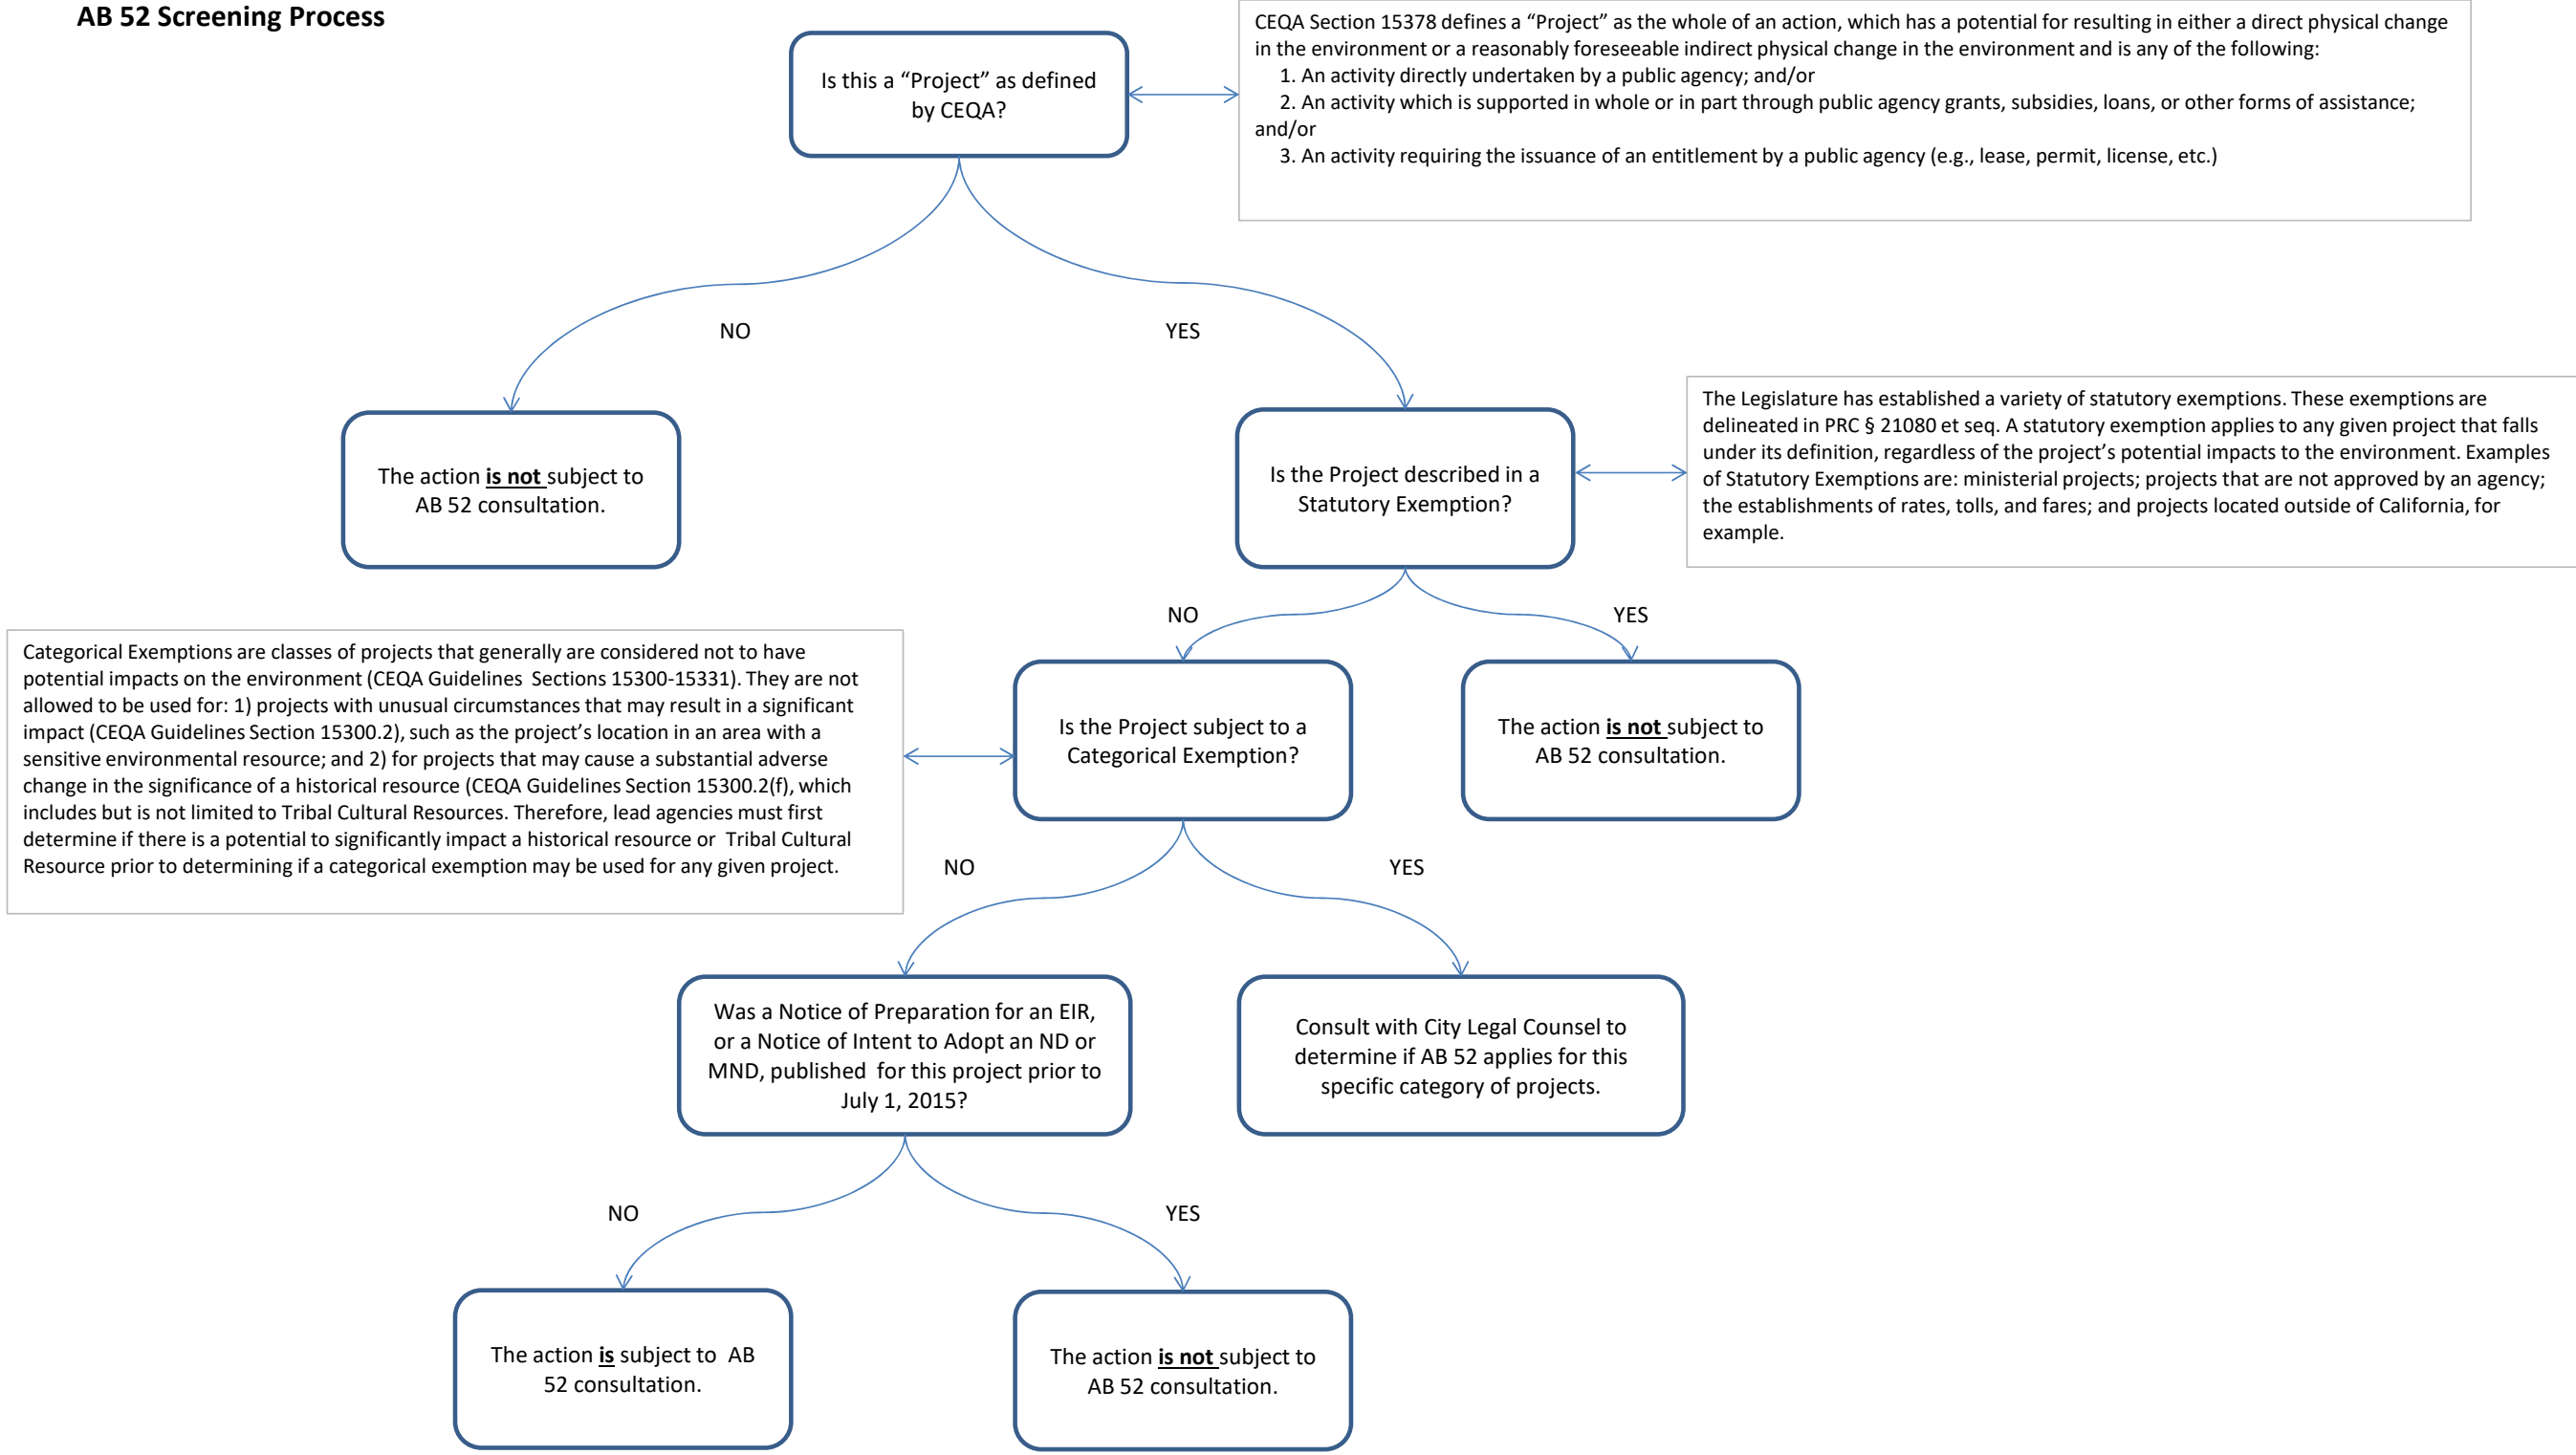 AB 52 Screening Process
CEQA Section 15378 defines a “Project” as the whole of an action, which has a potential for resulting in either a direct physical change
in the environment or a reasonably foreseeable indirect physical change in the environment and is any of the following:
1. An activity directly undertaken by a public agency; and/or
2. An activity which is supported in whole or in part through public agency grants, subsidies, loans, or other forms of assistance;
and/or
3. An activity requiring the issuance of an entitlement by a public agency (e.g., lease, permit, license, etc.)
Is this a “Project” as defined
by CEQA?
NO
YES
The action is not subject to
AB 52 consultation.
Is the Project described in a
Statutory Exemption?
The Legislature has established a variety of statutory exemptions. These exemptions are
delineated in PRC § 21080 et seq. A statutory exemption applies to any given project that falls
under its definition, regardless of the project’s potential impacts to the environment. Examples
of Statutory Exemptions are: ministerial projects; projects that are not approved by an agency;
the establishments of rates, tolls, and fares; and projects located outside of California, for
example.
NO
YES
Categorical Exemptions are classes of projects that generally are considered not to have
potential impacts on the environment (CEQA Guidelines Sections 15300-15331). They are not
allowed to be used for: 1) projects with unusual circumstances that may result in a significant
impact (CEQA Guidelines Section 15300.2), such as the project’s location in an area with a
sensitive environmental resource; and 2) for projects that may cause a substantial adverse
change in the significance of a historical resource (CEQA Guidelines Section 15300.2(f), which
includes but is not limited to Tribal Cultural Resources. Therefore, lead agencies must first
determine if there is a potential to significantly impact a historical resource or Tribal Cultural
Resource prior to determining if a categorical exemption may be used for any given project.
Is the Project subject to a
Categorical Exemption?
The action is not subject to
AB 52 consultation.
NO
YES
Was a Notice of Preparation for an EIR,
or a Notice of Intent to Adopt an ND or
MND, published for this project prior to
July 1, 2015?
Consult with City Legal Counsel to
determine if AB 52 applies for this
specific category of projects.
NO
YES
The action is subject to AB
52 consultation.
The action is not subject to
AB 52 consultation.